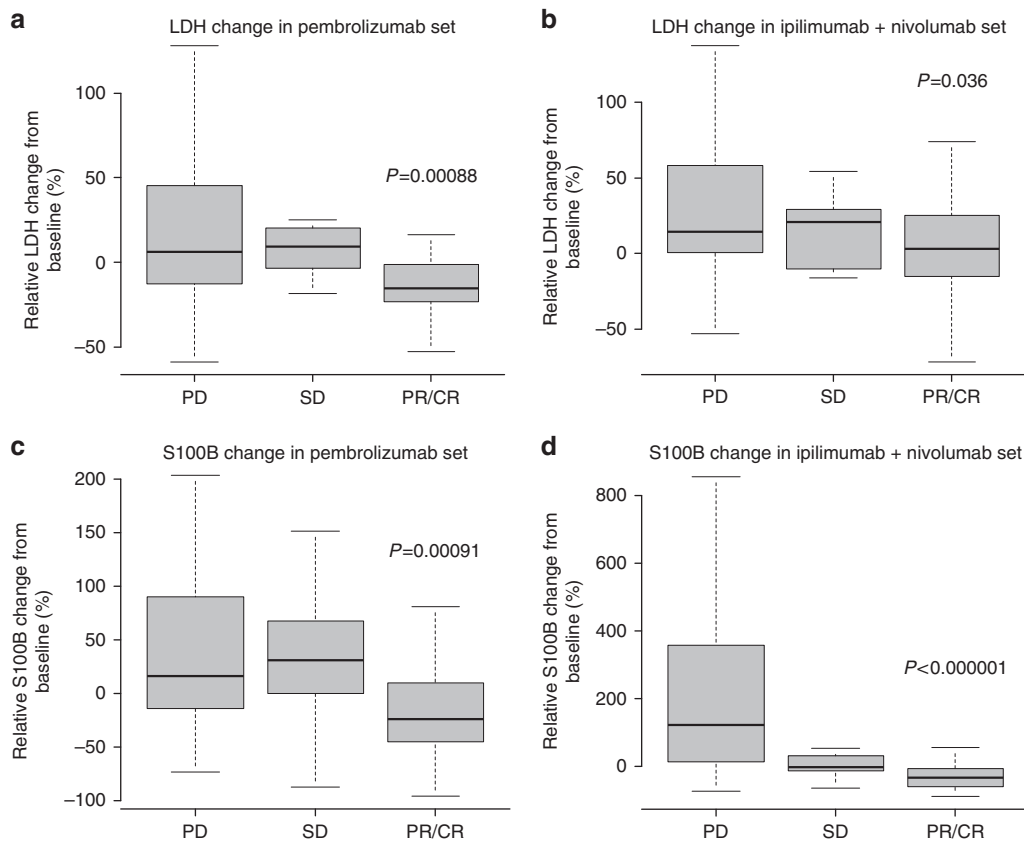 a
LDH change in pembrolizumab set
Relative LDH change from
baseline (%)
100
50
0
–50
P=0.00088
PD
SD
PR/CR
b
LDH change in ipilimumab + nivolumab set
Relative LDH change from
baseline (%)
100
50
0
–50
P=0.036
PD
SD
PR/CR
c
S100B change in pembrolizumab set
Relative S100B change from
baseline (%)
200
150
100
50
0
–50
–100
P=0.00091
PD
SD
PR/CR
d
S100B change in ipilimumab + nivolumab set
Relative S100B change from
baseline (%)
800
600
400
200
0
P<0.000001
PD
SD
PR/CR